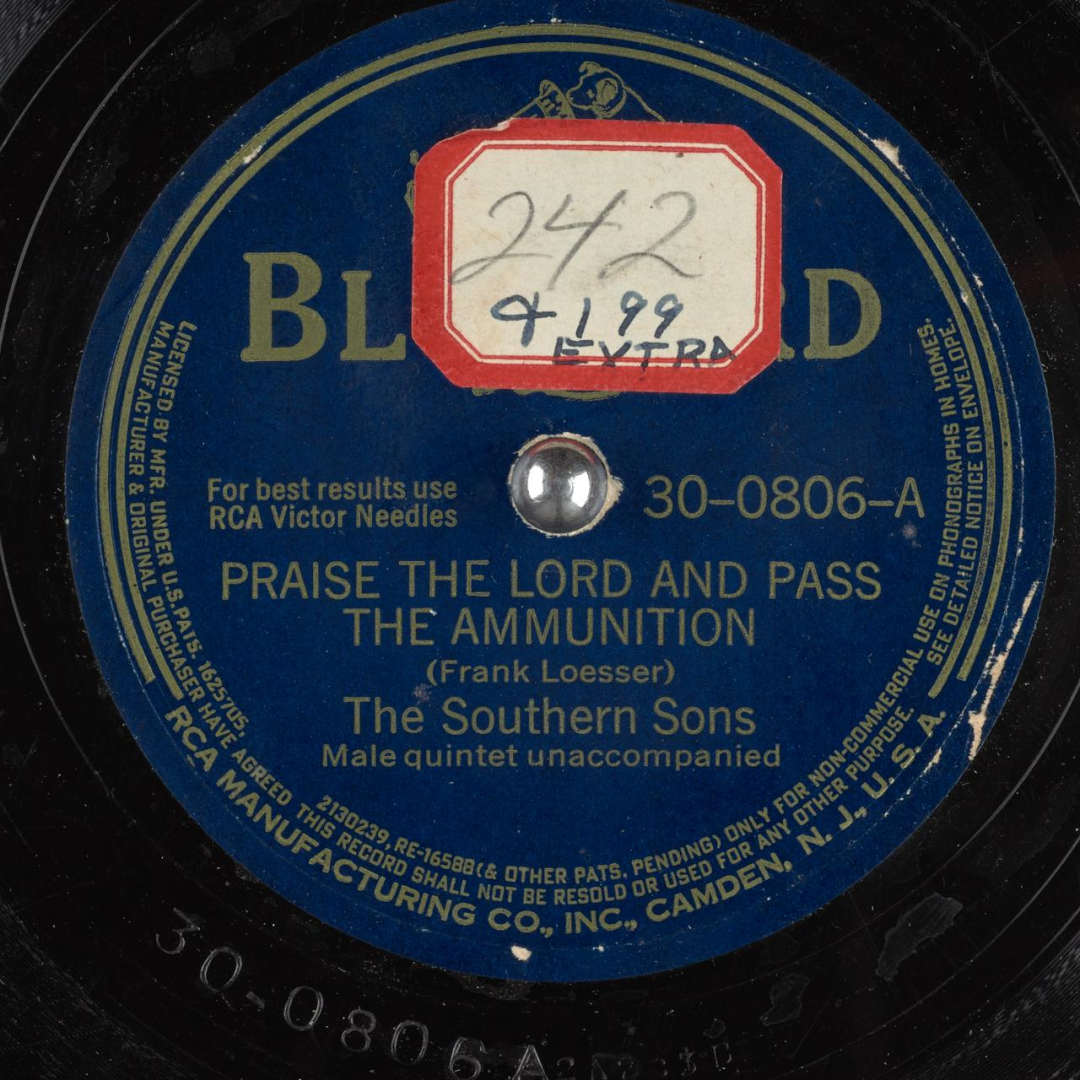 242
4199
EXTRA
BL RD
For best results use
RCA Victor Needles
30-0806-A
PRAISE THE LORD AND PASS
THE AMMUNITION
(Frank Loesser)
The Southern Sons
Male quintet unaccompanied
LICENSED BY MFR. UNDER U.S. PATS. 1625705, 2130239, RE-16588 (& OTHER PATS. PENDING) ONLY FOR NON-COMMERCIAL USE ON PHONOGRAPHS IN HOMES.
MANUFACTURER & ORIGINAL PURCHASER HAVE AGREED THIS RECORD SHALL NOT BE RESOLD OR USED FOR ANY OTHER PURPOSE. SEE DETAILED NOTICE ON ENVELOPE.
RCA MANUFACTURING CO., INC., CAMDEN, N. J., U. S. A.
30-0806A